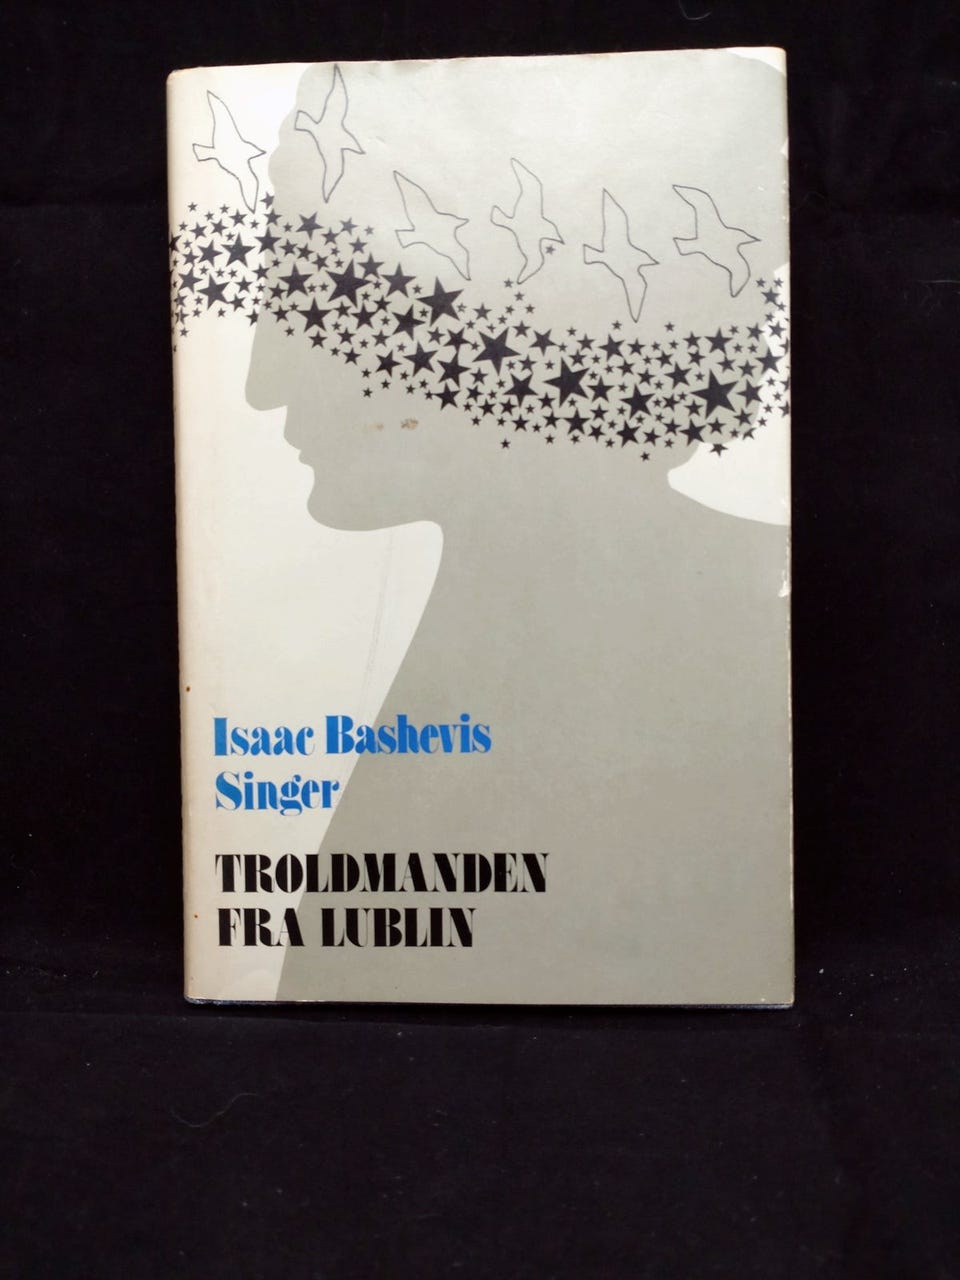 Isaac Bashevis
Singer
TROLDMANDEN
FRA LUBLIN